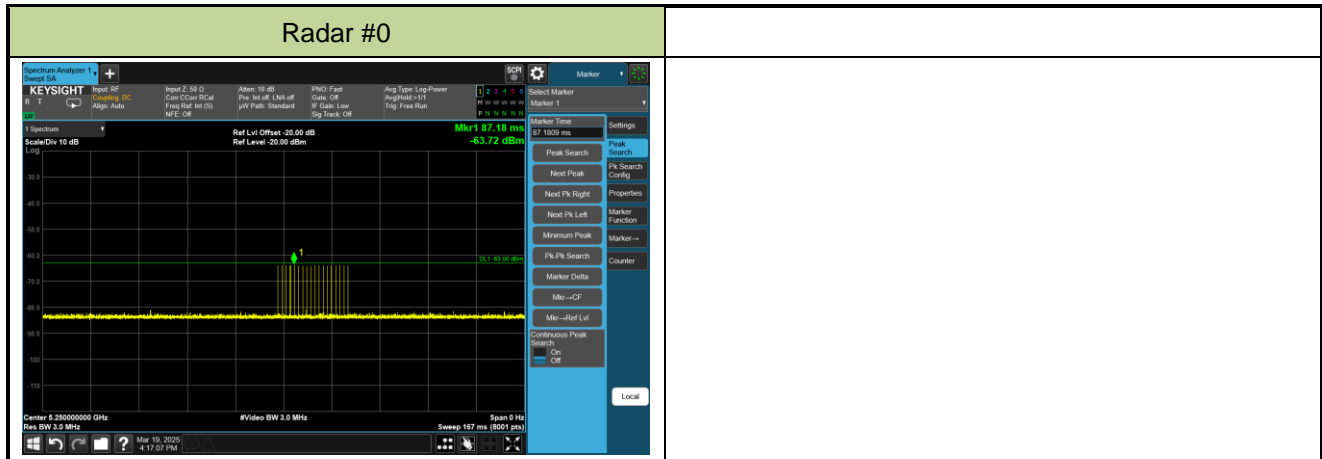 Radar #0
Spectrum Analyzer 1
Swept SA
+
SCPI
Marker
KEYSIGHT
R T
Input: RF
Coupling: DC
Align: Auto
Input Z: 50 Ω
Corr CCorr RCal
Freq Ref: Int (S)
NFE: Off
Atten: 10 dB
Pre: Int off, LNA off
µW Path: Standard
PNO: Fast
Gate: Off
IF Gain: Low
Sig Track: Off
Avg Type: Log-Power
Avg|Hold:>1/1
Trig: Free Run
1 2 3 4 5 6
M W W W W W
P N N N N N
Select Marker
Marker 1
1 Spectrum
Scale/Div 10 dB
Log
Ref Lvl Offset -20.00 dB
Ref Level -20.00 dBm
Mkr1 87.18 ms
-63.72 dBm
-30.0
-40.0
-50.0
-60.0
-70.0
-80.0
-90.0
-100
-110
1
DL1 -63.00 dBm
Marker Time
87.1809 ms
Peak Search
Next Peak
Next Pk Right
Next Pk Left
Minimum Peak
Pk-Pk Search
Marker Delta
Mkr→CF
Mkr→Ref Lvl
Continuous Peak
Search
On
Off
Settings
Peak
Search
Pk Search
Config
Properties
Marker
Function
Marker→
Counter
Local
Center 5.250000000 GHz
Res BW 3.0 MHz
#Video BW 3.0 MHz
Span 0 Hz
Sweep 167 ms (8001 pts)
?
Mar 19, 2025
4:17:07 PM